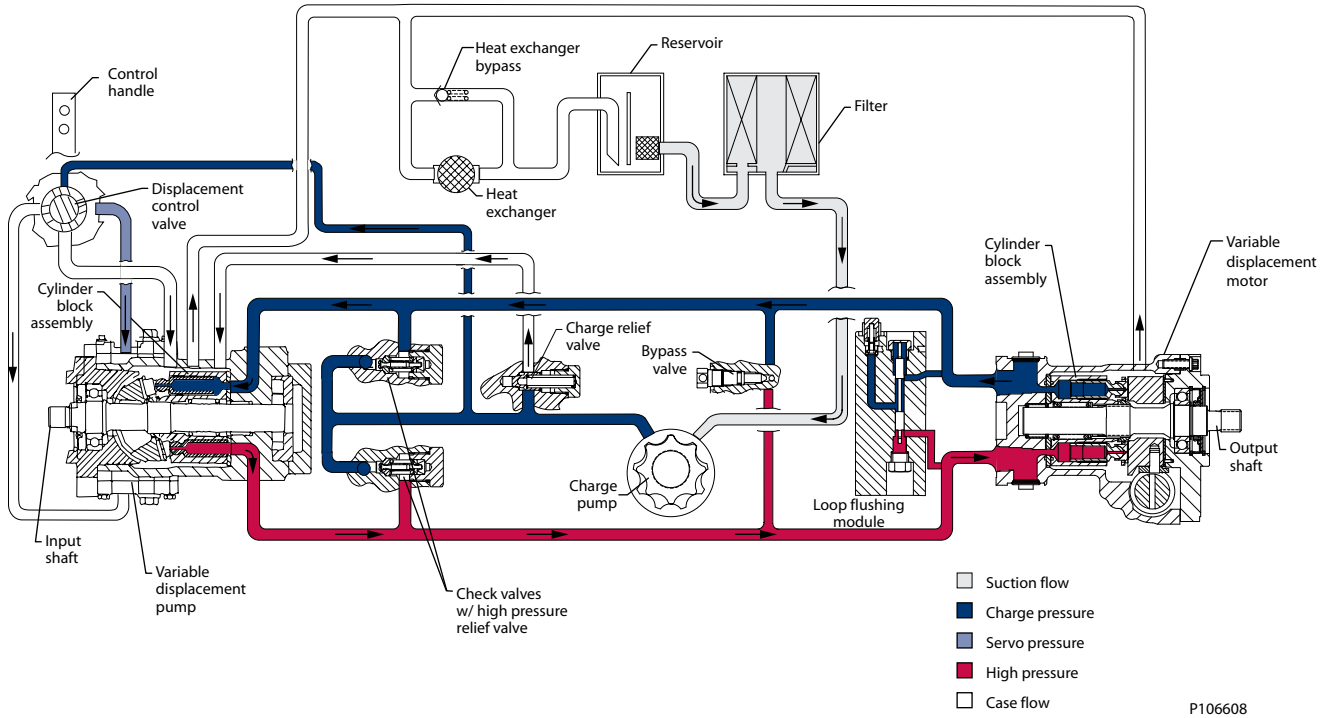 Control
handle
Heat exchanger
bypass
Reservoir
Filter
Displacement
control
valve
Heat
exchanger
Cylinder
block
assembly
Variable
displacement
motor
Cylinder
block
assembly
Charge relief
valve
Bypass
valve
Output
shaft
Charge
pump
Loop flushing
module
Input
shaft
Variable
displacement
pump
Check valves
w/ high pressure
relief valve
Suction flow
Charge pressure
Servo pressure
High pressure
Case flow
P106608